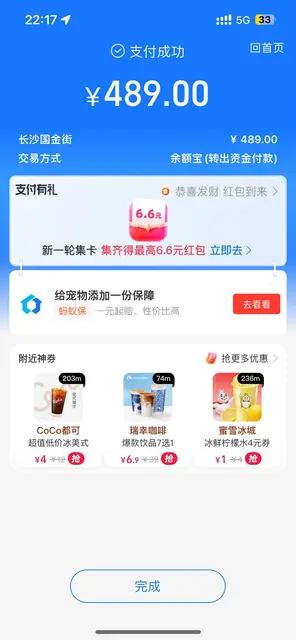 22:17
5G
33
支付成功
回首页
¥489.00
长沙国金街
¥ 489.00
交易方式
余额宝(转出资金付款)
支付有礼
恭喜发财 红包到来
6.6元
新一轮集卡 集齐得最高6.6元红包 立即去
给宠物添加一份保障
蚂蚁保
一元起赔、性价比高
去看看
附近神券
抢更多优惠
203m
74m
236m
CoCo都可
瑞幸咖啡
蜜雪冰城
超值低价冰美式
爆款饮品7选1
冰鲜柠檬水4元券
¥4 ¥12 抢
¥6.9 ¥32 抢
¥1 ¥4 抢
完成